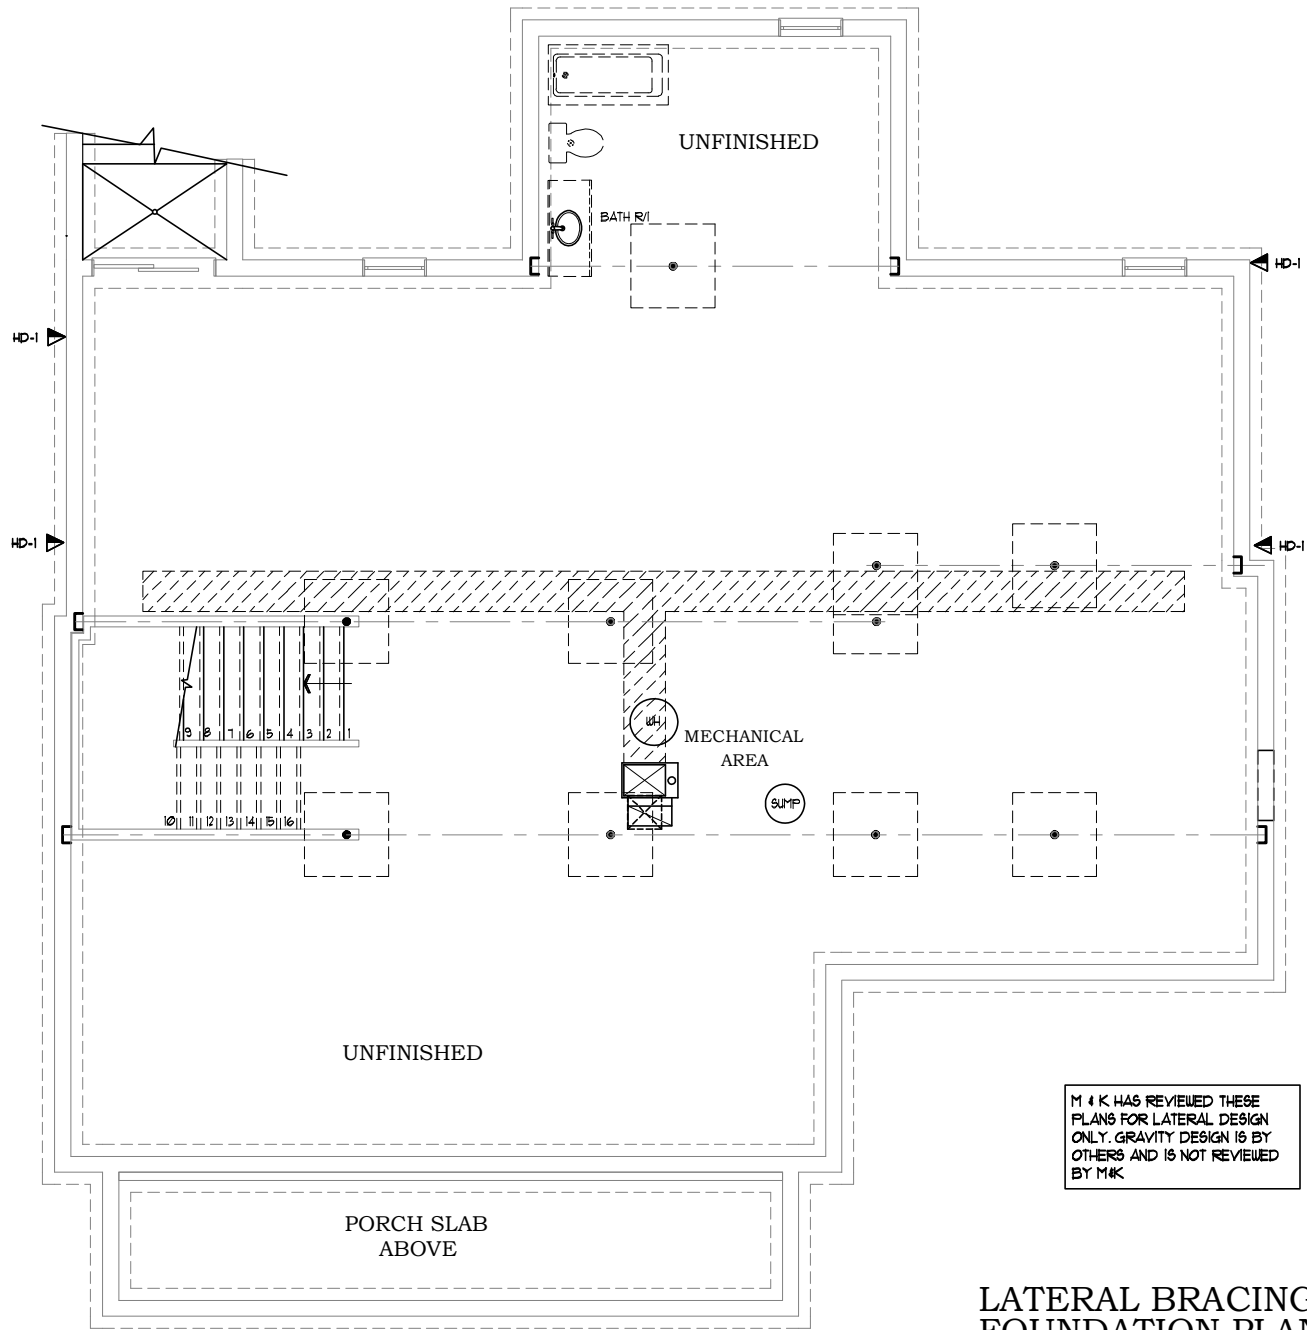 UNFINISHED
BATH R/I
HD-1
HD-1
HD-1
HD-1
9 8 7 6 5 4 3 2 1
WH
MECHANICAL
AREA
SUMP
10 11 12 13 14 15 16
UNFINISHED
M & K HAS REVIEWED THESE
PLANS FOR LATERAL DESIGN
ONLY. GRAVITY DESIGN IS BY
OTHERS AND IS NOT REVIEWED
BY M&K
PORCH SLAB
ABOVE
LATERAL BRACING
FOUNDATION PLAN